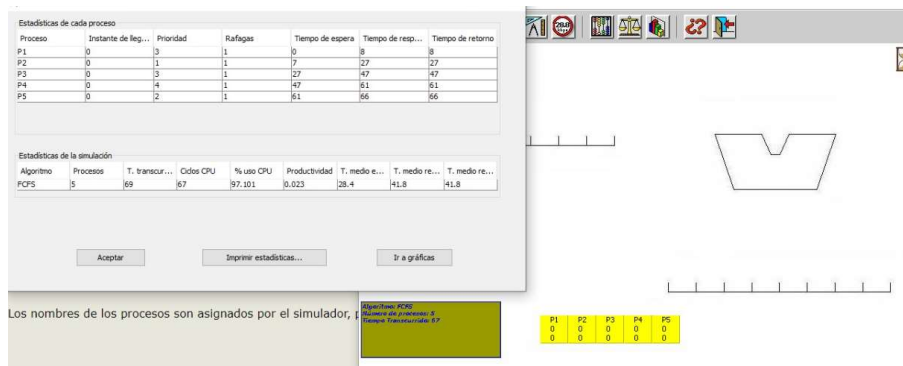 Estadísticas de cada proceso
Proceso Instante de lleg... Prioridad Rafagas Tiempo de espera Tiempo de resp... Tiempo de retorno
P1 0 3 1 0 8 8
P2 0 1 1 7 27 27
P3 0 3 1 27 47 47
P4 0 4 1 47 61 61
P5 0 2 1 61 66 66
Estadísticas de la simulación
Algoritmo Procesos T. transcur... Ciclos CPU % uso CPU Productividad T. medio e... T. medio re... T. medio re...
FCFS 5 69 67 97.101 0.023 28.4 41.8 41.8
Aceptar Imprimir estadísticas... Ir a gráficas
Los nombres de los procesos son asignados por el simulador,
Algoritmo: FCFS
Número de procesos: 5
Tiempo Transcurrido: 67
P1 P2 P3 P4 P5
0 0 0 0 0
0 0 0 0 0